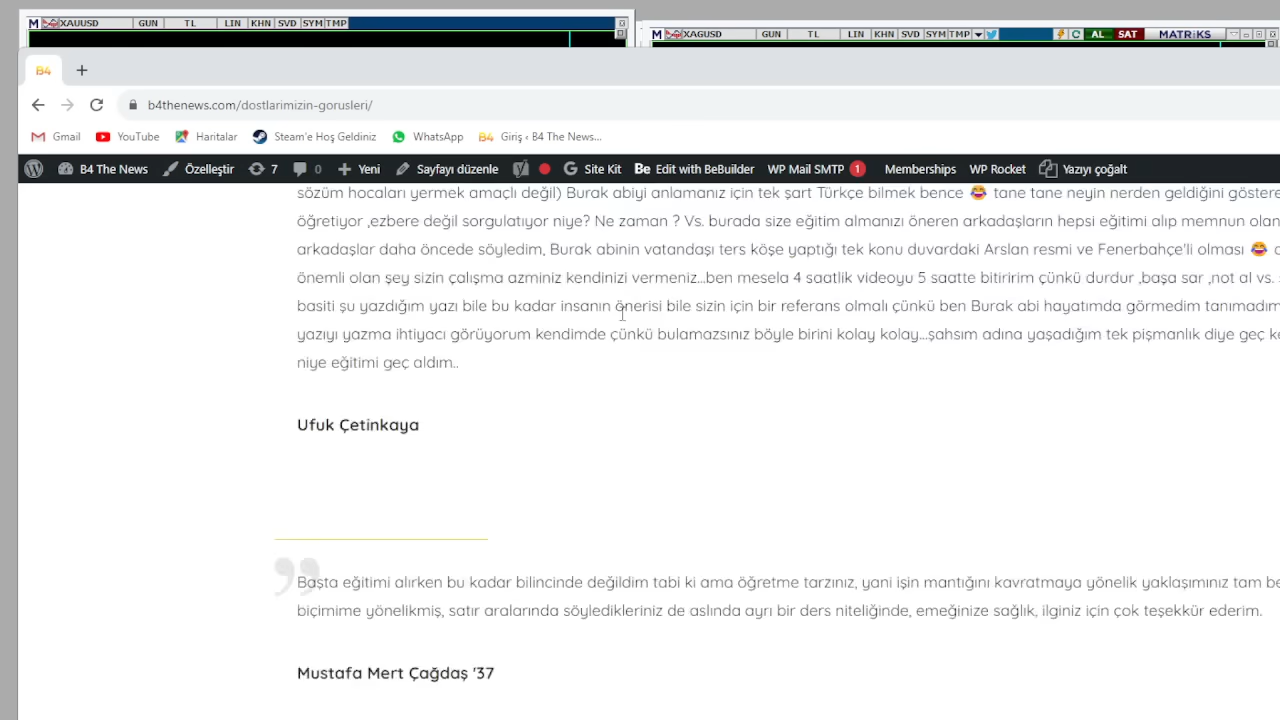 M XAUUSD GUN TL LIN KHN SVD SYM TMP
M XAGUSD GUN TL LIN KHN SVD SYM TMP AL SAT MATRİKS
B4
b4thenews.com/dostlarimizin-gorusleri/
Gmail YouTube Haritalar Steam'e Hoş Geldiniz WhatsApp B4 Giriş ‹ B4 The News...
B4 The News Özelleştir 7 0 Yeni Sayfayı düzenle Site Kit Be Edit with BeBuilder WP Mail SMTP 1 Memberships WP Rocket Yazıyı çoğalt
sözüm hocaları yermek amaçlı değil) Burak abiyi anlamanız için tek şart Türkçe bilmek bence 😂 tane tane neyin nerden geldiğini göstere
öğretiyor ,ezbere değil sorgulatıyor niye? Ne zaman ? Vs. burada size eğitim almanızı öneren arkadaşların hepsi eğitimi alıp memnun olan
arkadaşlar daha öncede söyledim, Burak abinin vatandaşı ters köşe yaptığı tek konu duvardaki Arslan resmi ve Fenerbahçe'li olması 😂
önemli olan şey sizin çalışma azminiz kendinizi vermeniz...ben mesela 4 saatlik videoyu 5 saatte bitiririm çünkü durdur ,başa sar ,not al vs.
basiti şu yazdığım yazı bile bu kadar insanın önerisi bile sizin için bir referans olmalı çünkü ben Burak abi hayatımda görmedim tanımadım
yazıyı yazma ihtiyacı görüyorum kendimde çünkü bulamazsınız böyle birini kolay kolay...şahsım adına yaşadığım tek pişmanlık diye geç ke
niye eğitimi geç aldım..
Ufuk Çetinkaya
Başta eğitimi alırken bu kadar bilincinde değildim tabi ki ama öğretme tarzınız, yani işin mantığını kavratmaya yönelik yaklaşımınız tam be
biçimime yönelikmiş, satır aralarında söyledikleriniz de aslında ayrı bir ders niteliğinde, emeğinize sağlık, ilginiz için çok teşekkür ederim.
Mustafa Mert Çağdaş '37